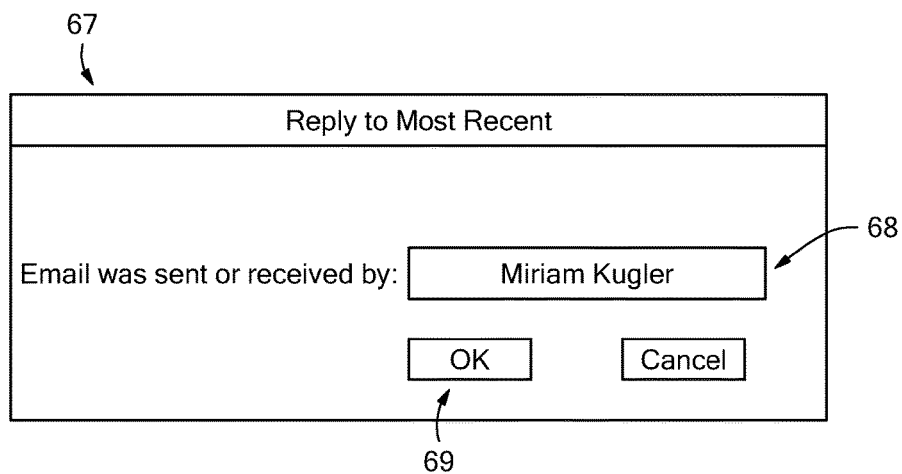 67
Reply to Most Recent
68
Email was sent or received by: Miriam Kugler
OK Cancel
69